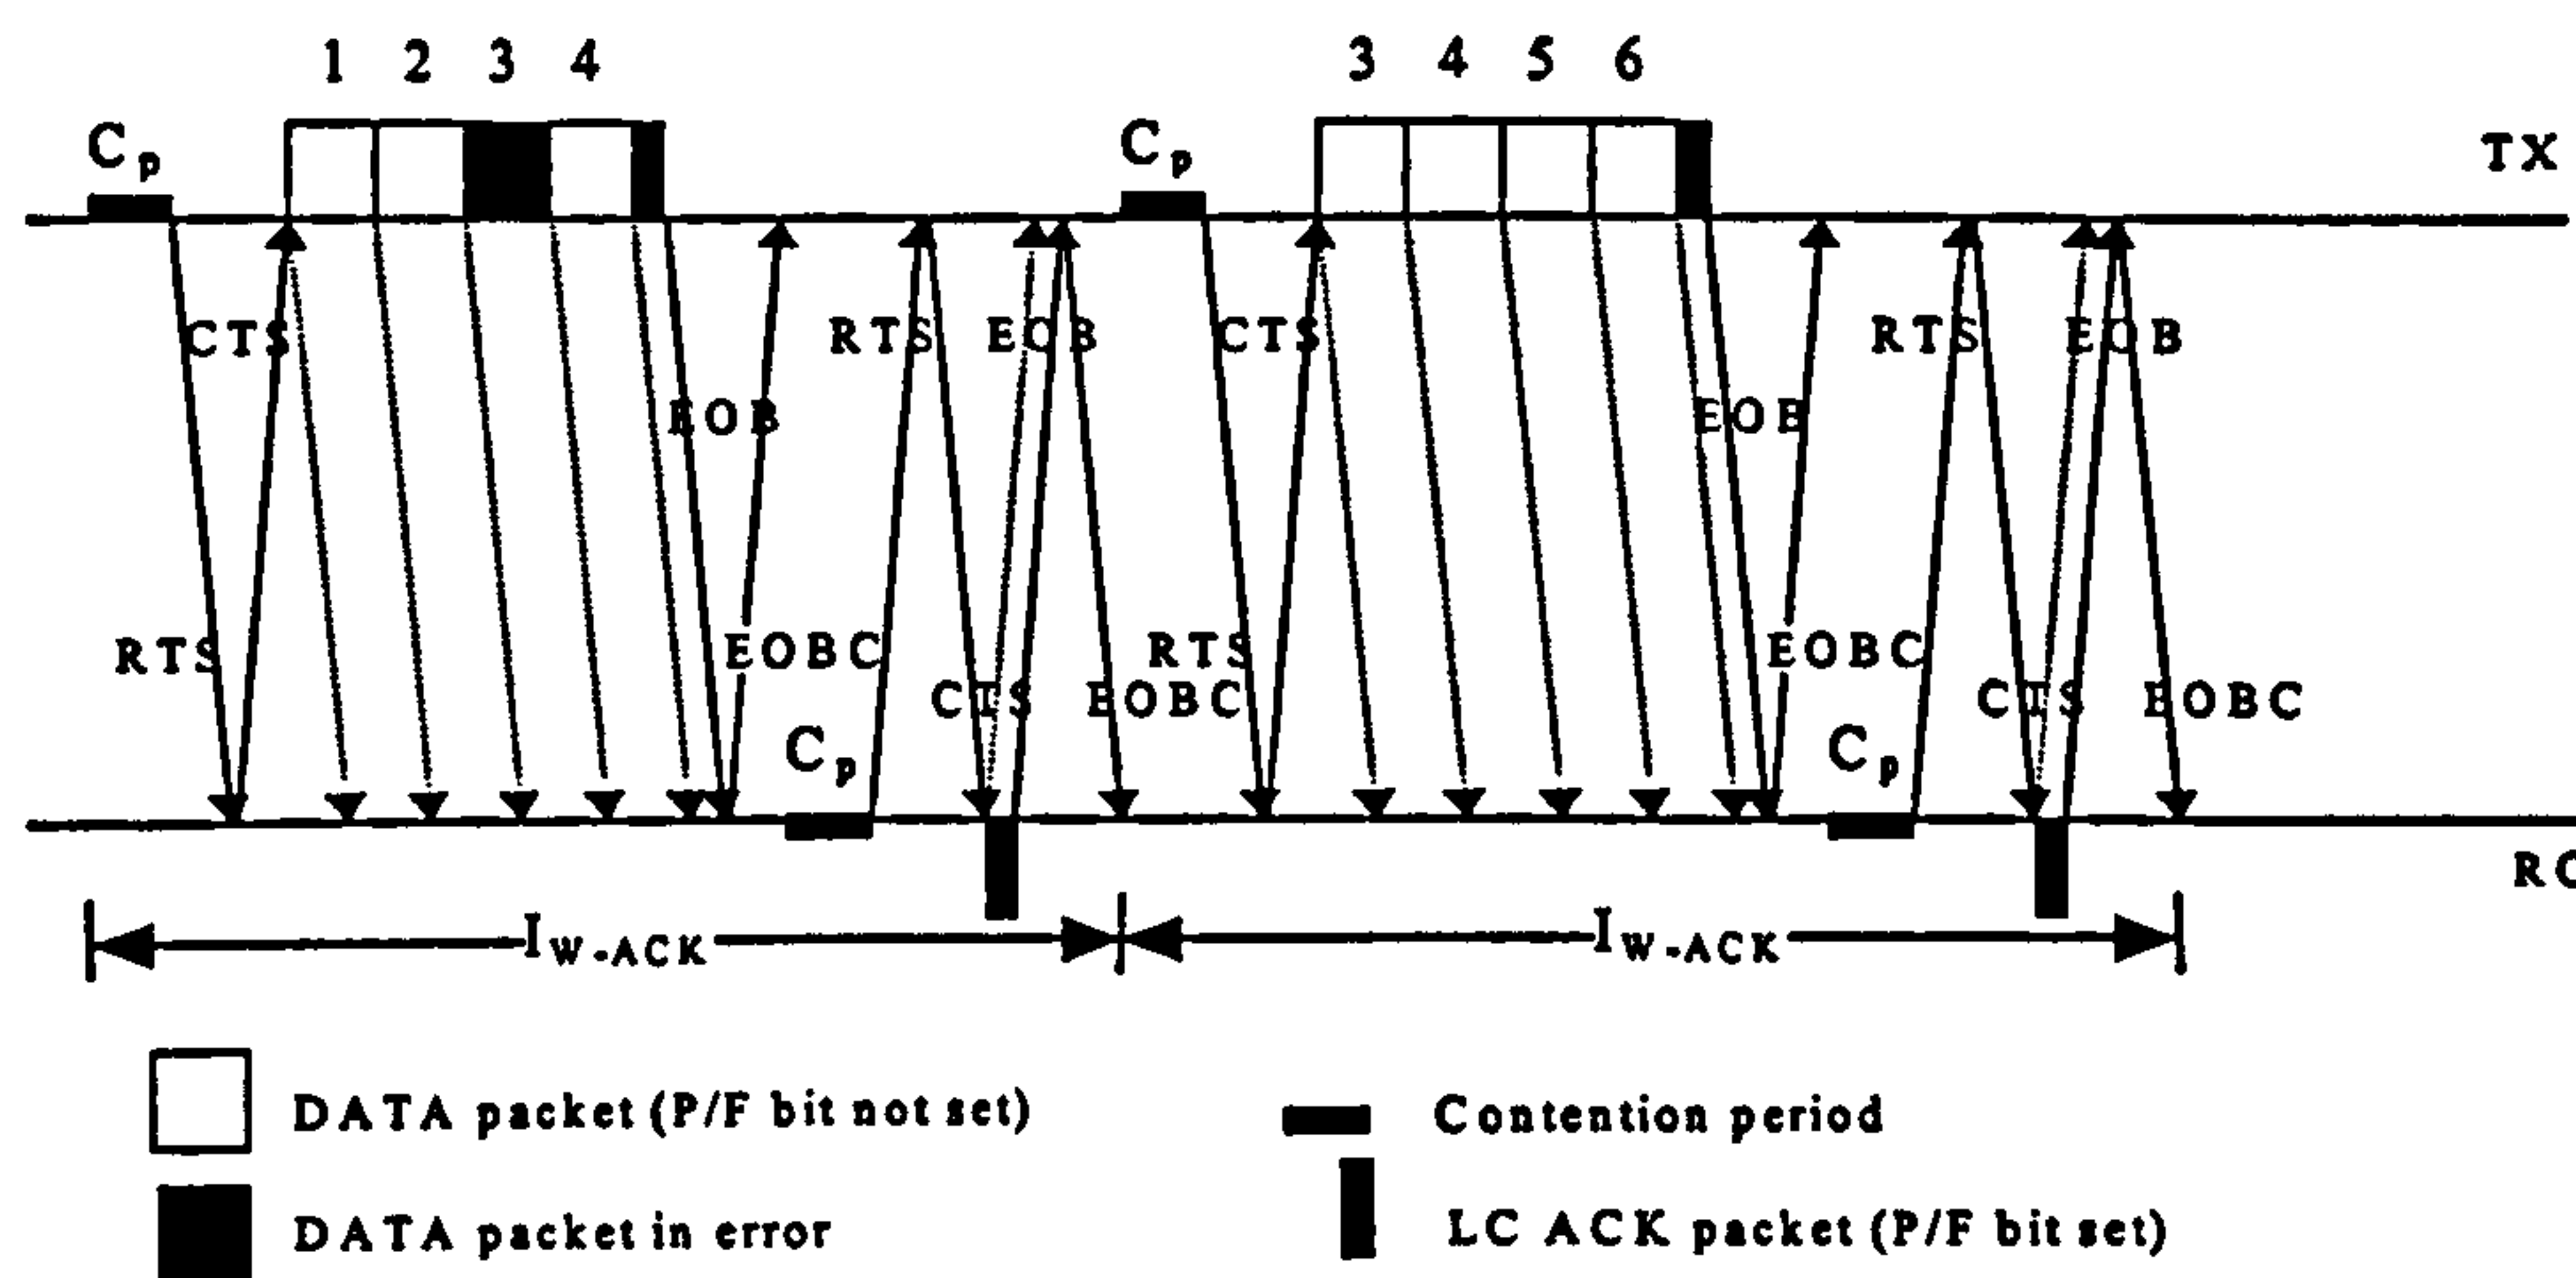 1 2 3 4
3 4 5 6
Cp
Cp
TX
CTS
RTS
EOB
CTS
RTS
EOB
EOB
EOB
RTS
EOBC
RTS
EOBC
CTS
EOBC
CTS
EOBC
Cp
Cp
IW-ACK
IW-ACK
DATA packet (P/F bit not set)
Contention period
DATA packet in error
LC ACK packet (P/F bit set)